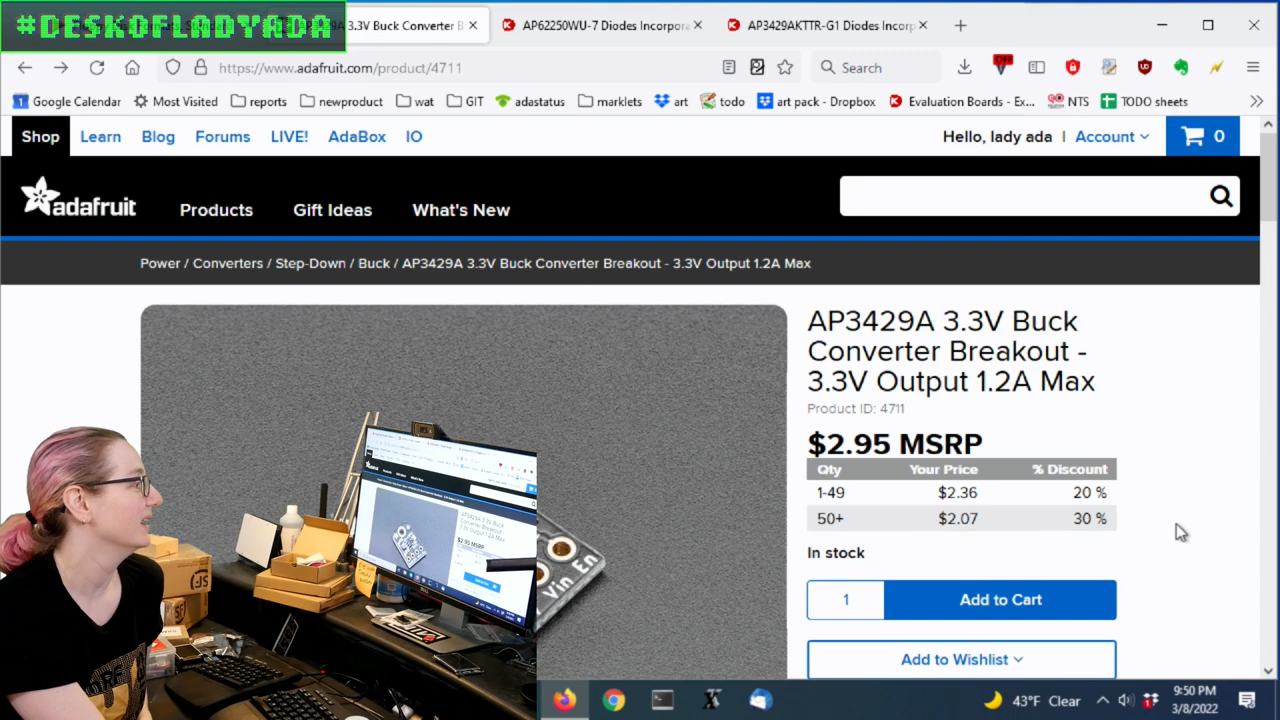 #DESKOFLADYADA
3.3V Buck Converter B
AP62250WU-7 Diodes Incorpora
AP3429AKTTR-G1 Diodes Incorp
https://www.adafruit.com/product/4711
Search
Off
Google Calendar
Most Visited
reports
newproduct
wat
GIT
adastatus
marklets
art
todo
art pack - Dropbox
Evaluation Boards - Ex...
NTS
TODO sheets
Shop
Learn
Blog
Forums
LIVE!
AdaBox
IO
Hello, lady ada | Account
0
adafruit
Products
Gift Ideas
What's New
Power / Converters / Step-Down / Buck / AP3429A 3.3V Buck Converter Breakout - 3.3V Output 1.2A Max
AP3429A 3.3V Buck
Converter Breakout -
3.3V Output 1.2A Max
Product ID: 4711
$2.95 MSRP
Qty Your Price % Discount
1-49 $2.36 20 %
50+ $2.07 30 %
In stock
1
Add to Cart
Add to Wishlist
Vin En
43°F Clear
9:50 PM
3/8/2022